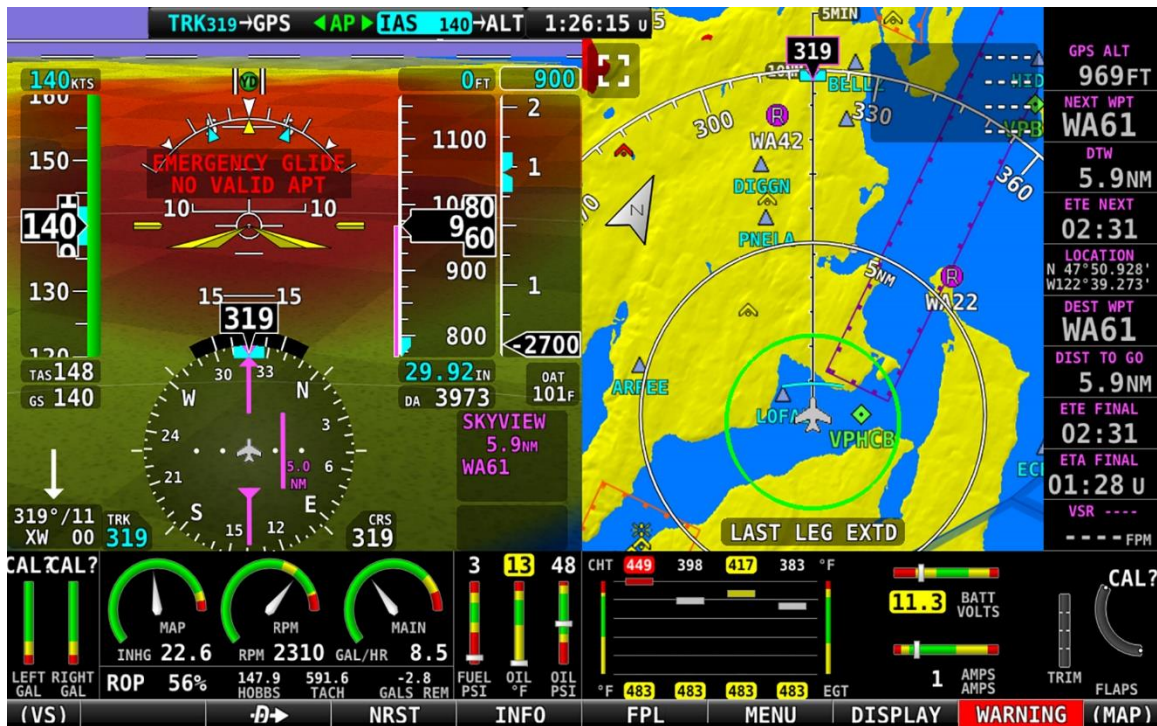 TRK319→GPS ◀AP▶ IAS 140→ALT 1:26:15 U
140KTS
YD
0FT
900
160
150
140
130
120
EMERGENCY GLIDE
NO VALID APT
10 10
15 15
319
1100
900
800
80
960
2
1
1
-2700
TAS 148
GS 140
29.92IN
DA 3973
OAT
101F
SKYVIEW
5.9NM
WA61
30 33
W N
24 3
21 6
S E
15 12
5.0
NM
319°/11
XW 00
TRK
319
CRS
319
5MIN
319
10NM
BELLE
330
300
360
WA42
DIGGN
N
PNELA
5NM
WA22
ARFEE
LOFA
VPHCB
LAST LEG EXTD
GPS ALT
969FT
NEXT WPT
WA61
DTW
5.9NM
ETE NEXT
02:31
LOCATION
N 47°50.928'
W122°39.273'
DEST WPT
WA61
DIST TO GO
5.9NM
ETE FINAL
02:31
ETA FINAL
01:28 U
VSR ----
----FPM
CAL? CAL?
LEFT GAL
RIGHT GAL
MAP
INHG 22.6
RPM
RPM 2310
MAIN
GAL/HR 8.5
ROP 56%
147.9
HOBBS
591.6
TACH
-2.8
GALS REM
3 13 48
FUEL PSI
OIL °F
OIL PSI
CHT 449 398 417 383 °F
°F 483 483 483 483 EGT
11.3 BATT VOLTS
1 AMPS AMPS
TRIM
CAL?
FLAPS
(VS) D→ NRST INFO FPL MENU DISPLAY WARNING (MAP)